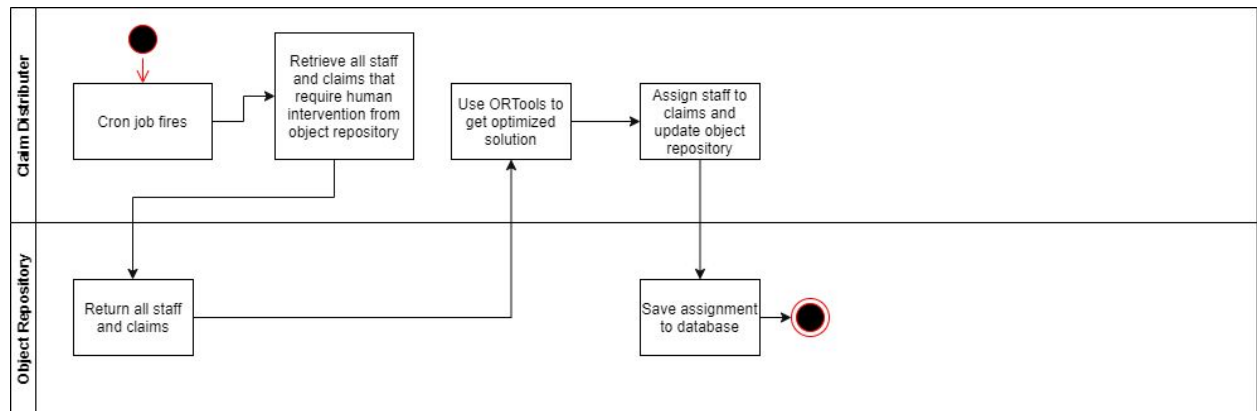 Claim Distributer
Cron job fires
Retrieve all staff
and claims that
require human
intervention from
object repository
Use ORTools to
get optimized
solution
Assign staff to
claims and
update object
repository
Object Repository
Return all staff
and claims
Save assignment
to database